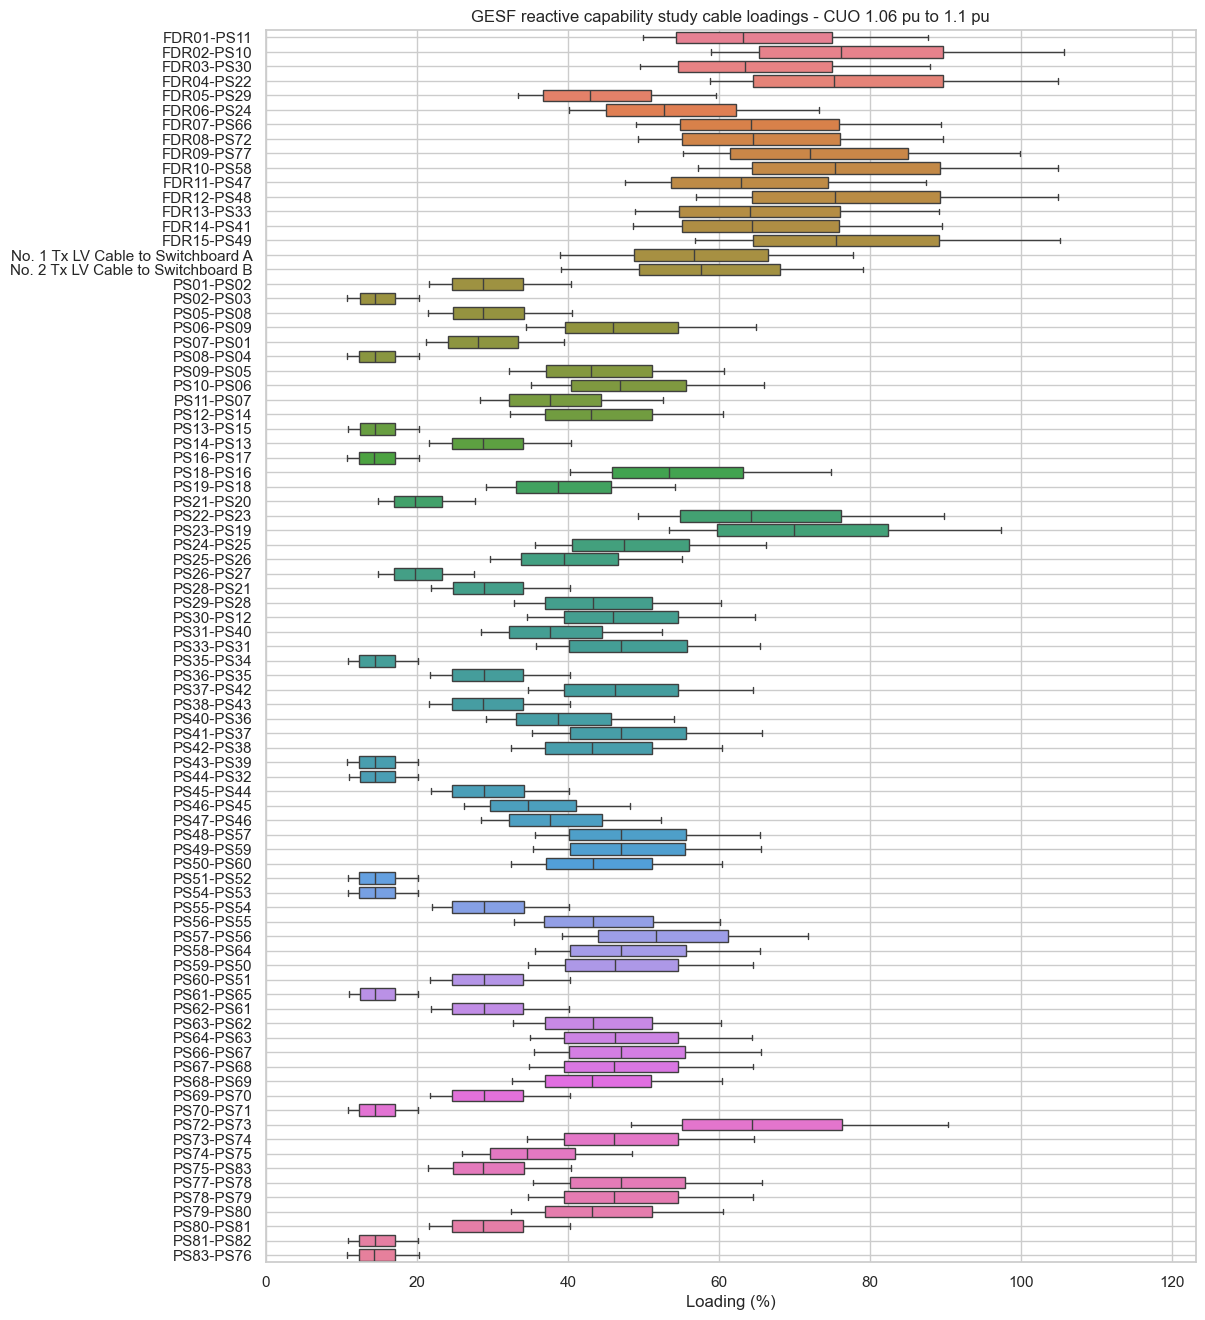 GESF reactive capability study cable loadings - CUO 1.06 pu to 1.1 pu
FDR01-PS11
FDR02-PS10
FDR03-PS30
FDR04-PS22
FDR05-PS29
FDR06-PS24
FDR07-PS66
FDR08-PS72
FDR09-PS77
FDR10-PS58
FDR11-PS47
FDR12-PS48
FDR13-PS33
FDR14-PS41
FDR15-PS49
No. 1 Tx LV Cable to Switchboard A
No. 2 Tx LV Cable to Switchboard B
PS01-PS02
PS02-PS03
PS05-PS08
PS06-PS09
PS07-PS01
PS08-PS04
PS09-PS05
PS10-PS06
PS11-PS07
PS12-PS14
PS13-PS15
PS14-PS13
PS16-PS17
PS18-PS16
PS19-PS18
PS21-PS20
PS22-PS23
PS23-PS19
PS24-PS25
PS25-PS26
PS26-PS27
PS28-PS21
PS29-PS28
PS30-PS12
PS31-PS40
PS33-PS31
PS35-PS34
PS36-PS35
PS37-PS42
PS38-PS43
PS40-PS36
PS41-PS37
PS42-PS38
PS43-PS39
PS44-PS32
PS45-PS44
PS46-PS45
PS47-PS46
PS48-PS57
PS49-PS59
PS50-PS60
PS51-PS52
PS54-PS53
PS55-PS54
PS56-PS55
PS57-PS56
PS58-PS64
PS59-PS50
PS60-PS51
PS61-PS65
PS62-PS61
PS63-PS62
PS64-PS63
PS66-PS67
PS67-PS68
PS68-PS69
PS69-PS70
PS70-PS71
PS72-PS73
PS73-PS74
PS74-PS75
PS75-PS83
PS77-PS78
PS78-PS79
PS79-PS80
PS80-PS81
PS81-PS82
PS83-PS76
0 20 40 60 80 100 120
Loading (%)